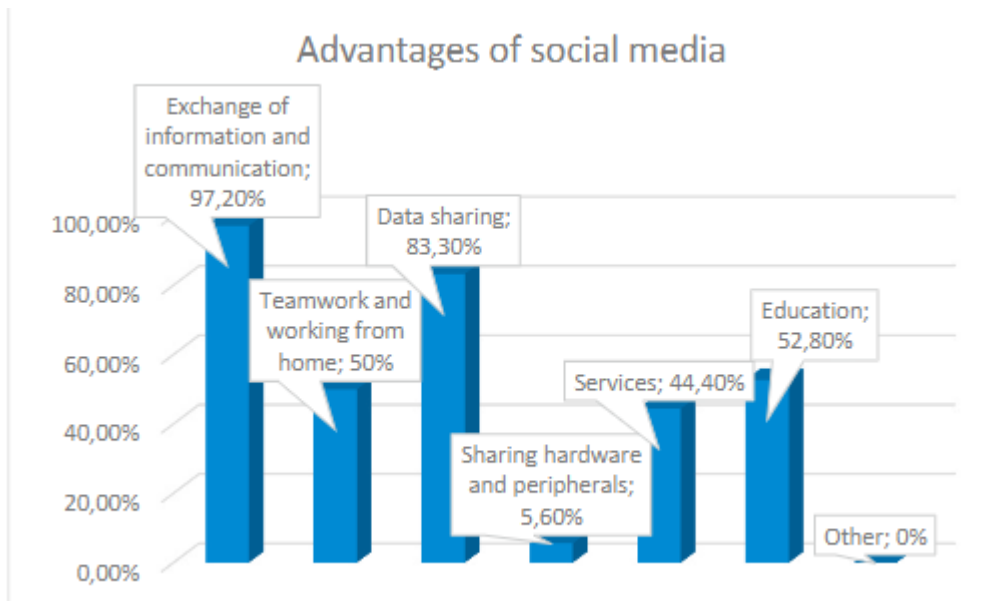 Advantages of social media
Exchange of
information and
communication;
97,20%
Data sharing;
83,30%
Teamwork and
working from
home; 50%
Education;
52,80%
Services; 44,40%
Sharing hardware
and peripherals;
5,60%
Other; 0%
100,00%
80,00%
60,00%
40,00%
20,00%
0,00%